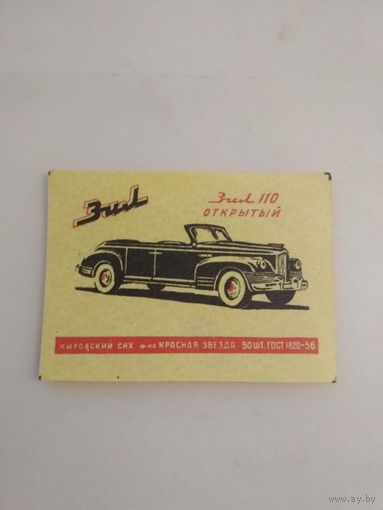 ЗиЛ
ЗиЛ 110
ОТКРЫТЫЙ
КИРОВСКИЙ СНХ Ф-КА КРАСНАЯ ЗВЕЗДА 50 ШТ. ГОСТ 1820-56
www.ay.by